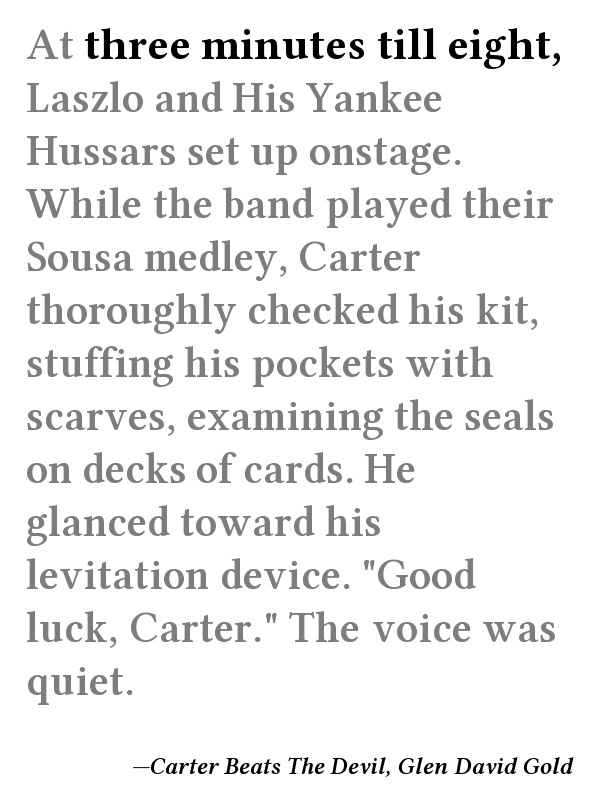 At three minutes till eight,
Laszlo and His Yankee
Hussars set up onstage.
While the band played their
Sousa medley, Carter
thoroughly checked his kit,
stuffing his pockets with
scarves, examining the seals
on decks of cards. He
glanced toward his
levitation device. "Good
luck, Carter." The voice was
quiet.
—Carter Beats The Devil, Glen David Gold